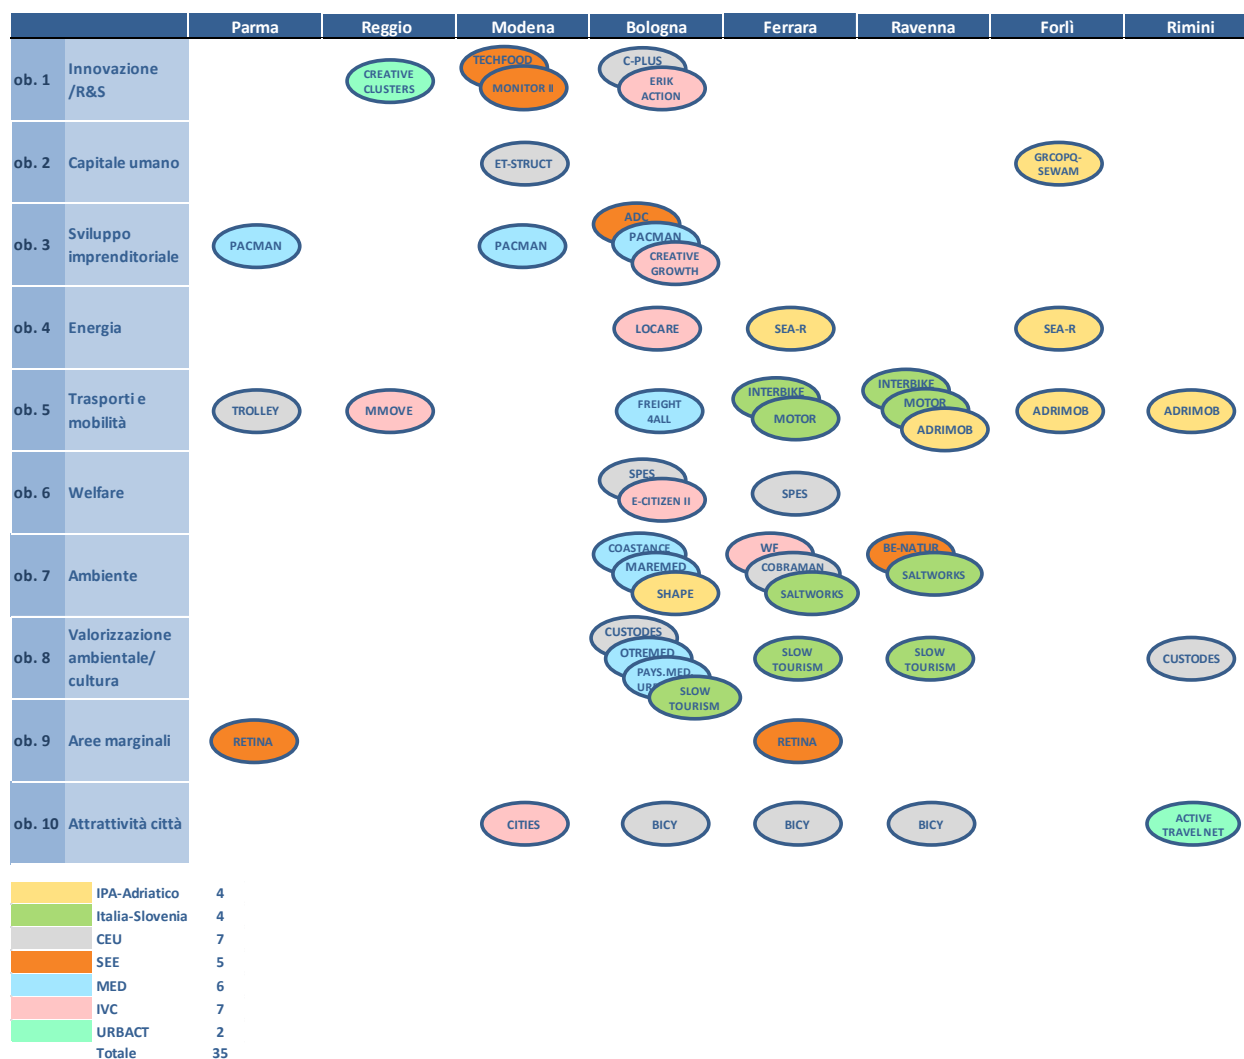 Parma Reggio Modena Bologna Ferrara Ravenna Forlì Rimini
ob. 1 Innovazione /R&S
CREATIVE CLUSTERS
TECHFOOD
MONITOR II
C-PLUS
ERIK ACTION
ob. 2 Capitale umano
ET-STRUCT
GRCOPQ-SEWAM
ob. 3 Sviluppo imprenditoriale
PACMAN
PACMAN
ADC
PACMAN
CREATIVE GROWTH
ob. 4 Energia
LOCARE
SEA-R
SEA-R
ob. 5 Trasporti e mobilità
TROLLEY
MMOVE
FREIGHT 4ALL
INTERBIKE
MOTOR
INTERBIKE
MOTOR
ADRIMOB
ADRIMOB
ADRIMOB
ob. 6 Welfare
SPES
E-CITIZEN II
SPES
ob. 7 Ambiente
COASTANCE
MAREMED
SHAPE
WF
COBRAMAN
SALTWORKS
BE-NATUR
SALTWORKS
ob. 8 Valorizzazione ambientale/ cultura
CUSTODES
OTREMED
PAYS.MED
SLOW TOURISM
SLOW TOURISM
SLOW TOURISM
CUSTODES
ob. 9 Aree marginali
RETINA
RETINA
ob. 10 Attrattività città
CITIES
BICY
BICY
BICY
ACTIVE TRAVEL NET
IPA-Adriatico 4
Italia-Slovenia 4
CEU 7
SEE 5
MED 6
IVC 7
URBACT 2
Totale 35